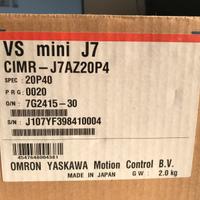 VS mini J7
CIMR-J7AZ20P4
SPEC : 20P40
PRG : 0020
O/N : 7G2415-30
S/N : J107YF398410004
4547648004381
OMRON YASKAWA Motion Control B.V.
MADE IN JAPAN GW : 2.0kg